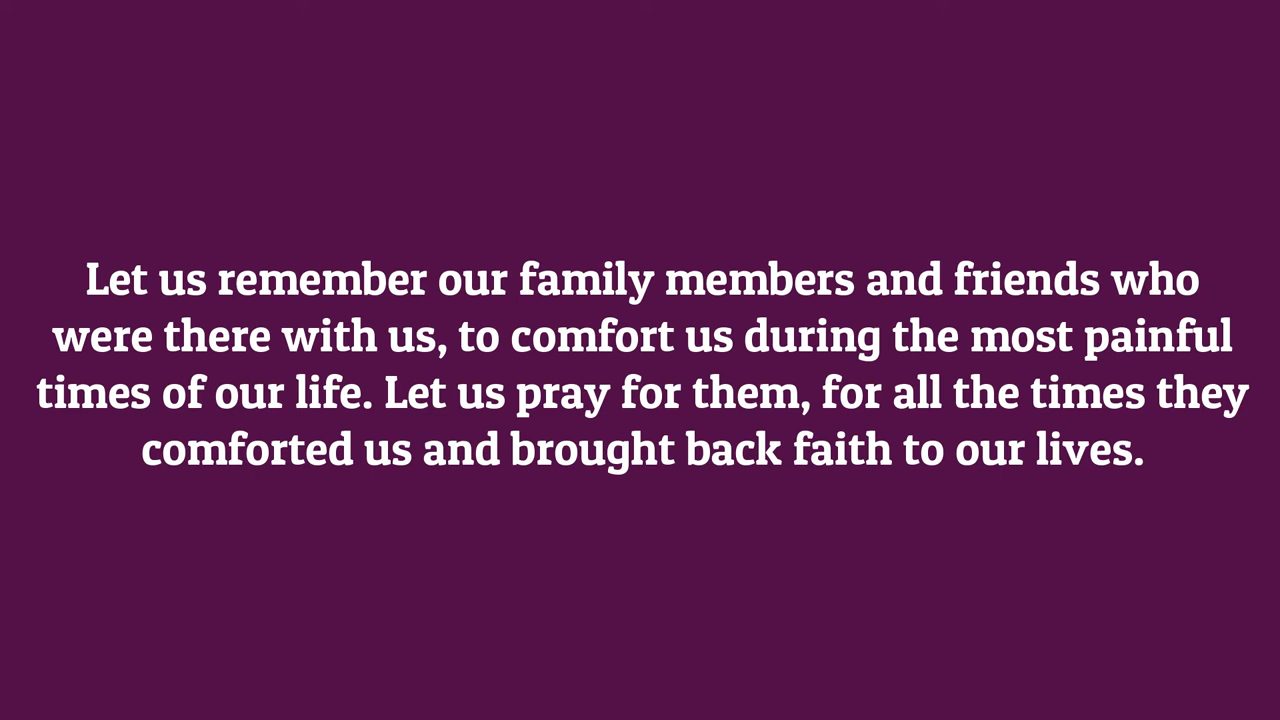 Let us remember our family members and friends who
were there with us, to comfort us during the most painful
times of our life. Let us pray for them, for all the times they
comforted us and brought back faith to our lives.